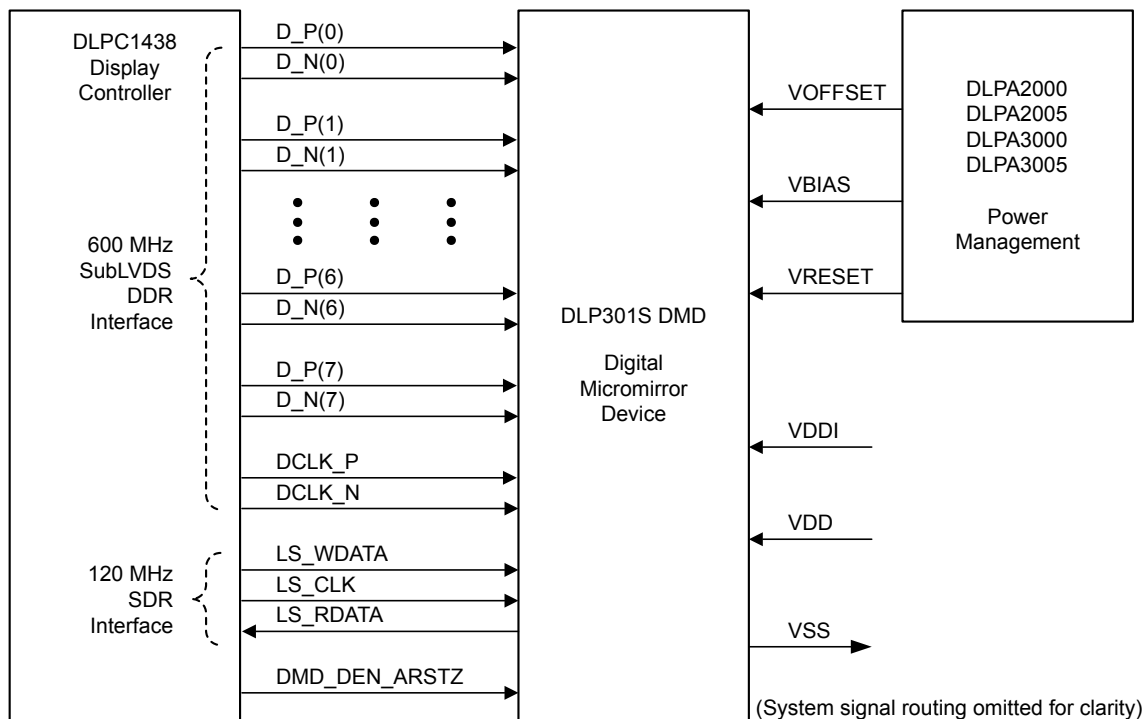 DLPC1438
Display
Controller
600 MHz
SubLVDS
DDR
Interface
120 MHz
SDR
Interface
D_P(0)
D_N(0)
D_P(1)
D_N(1)
D_P(6)
D_N(6)
D_P(7)
D_N(7)
DCLK_P
DCLK_N
LS_WDATA
LS_CLK
LS_RDATA
DMD_DEN_ARSTZ
DLP301S DMD
Digital
Micromirror
Device
VOFFSET
VBIAS
VRESET
VDDI
VDD
VSS
DLPA2000
DLPA2005
DLPA3000
DLPA3005
Power
Management
(System signal routing omitted for clarity)